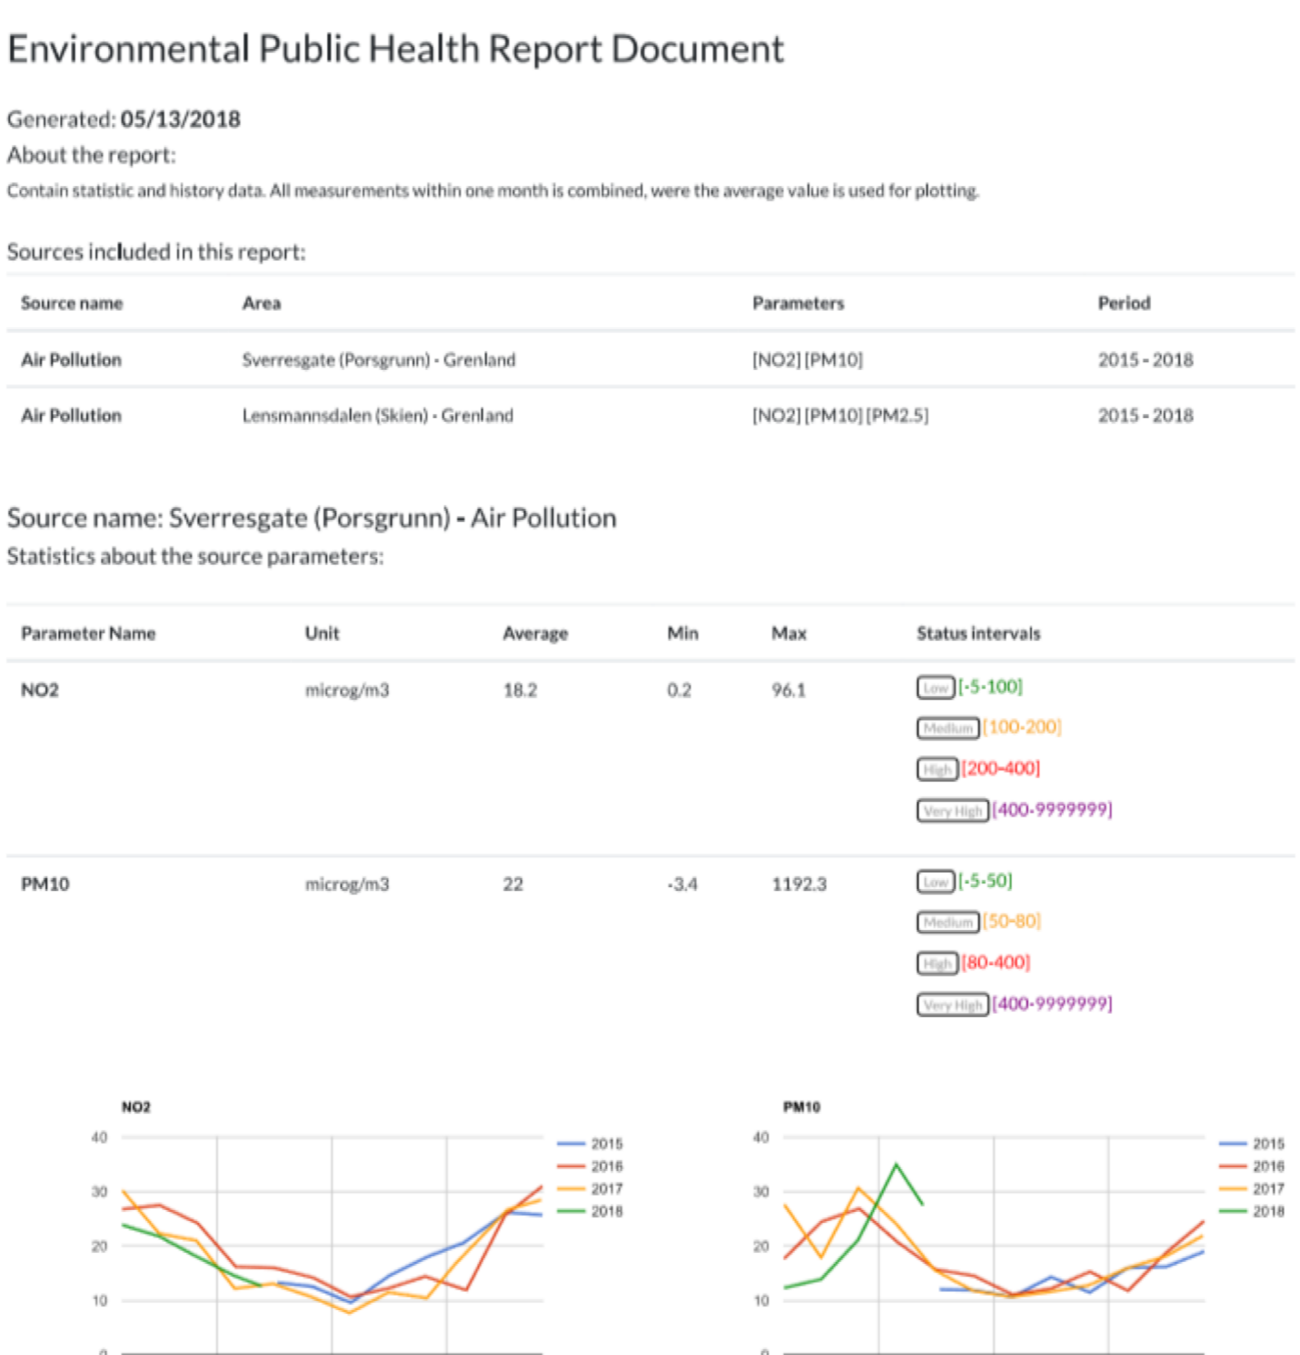 Environmental Public Health Report Document
Generated: 05/13/2018
About the report:
Contain statistic and history data. All measurements within one month is combined, were the average value is used for plotting.
Sources included in this report:
Source name Area Parameters Period
Air Pollution Sverresgate (Porsgrunn) - Grenland [NO2] [PM10] 2015 - 2018
Air Pollution Lensmannsdalen (Skien) - Grenland [NO2] [PM10] [PM2.5] 2015 - 2018
Source name: Sverresgate (Porsgrunn) - Air Pollution
Statistics about the source parameters:
Parameter Name Unit Average Min Max Status intervals
NO2 microg/m3 18.2 0.2 96.1 Low [-5-100]
Medium [100-200]
High [200-400]
Very High [400-9999999]
PM10 microg/m3 22 -3.4 1192.3 Low [-5-50]
Medium [50-80]
High [80-400]
Very High [400-9999999]
NO2
40
30
20
10
0
2015
2016
2017
2018
PM10
40
30
20
10
0
2015
2016
2017
2018